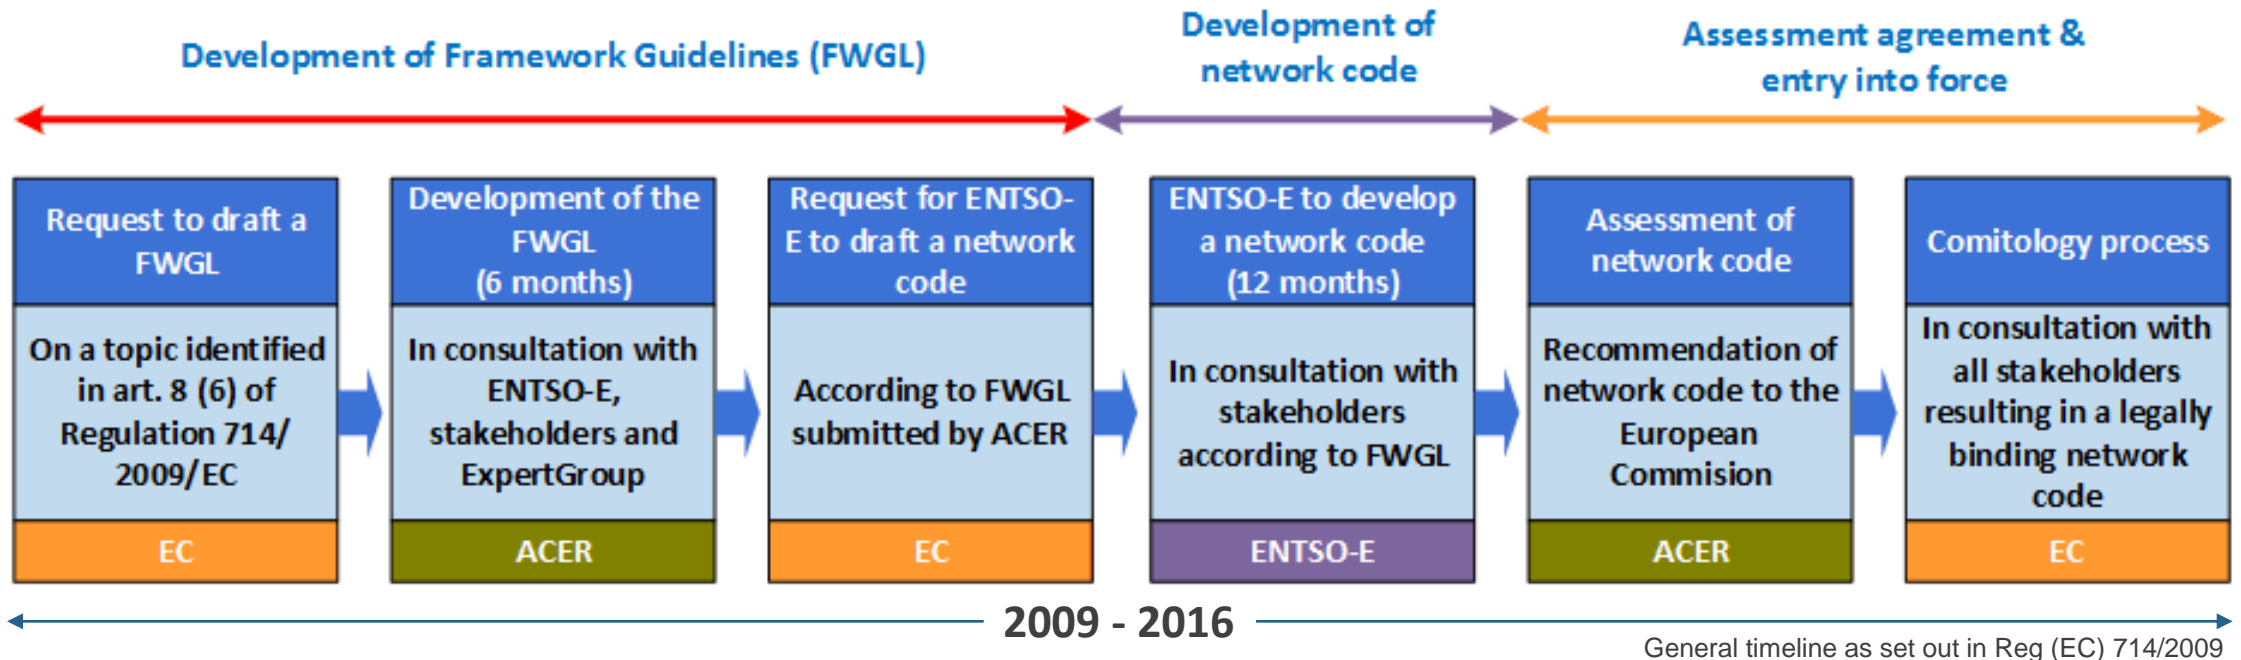 Development of Framework Guidelines (FWGL)
Development of
network code
Assessment agreement &
entry into force
Request to draft a
FWGL
On a topic identified
in art. 8 (6) of
Regulation 714/
2009/EC
EC
Development of the
FWGL
(6 months)
In consultation with
ENTSO-E,
stakeholders and
ExpertGroup
ACER
Request for ENTSO-
E to draft a network
code
According to FWGL
submitted by ACER
EC
ENTSO-E to develop
a network code
(12 months)
In consultation with
stakeholders
according to FWGL
ENTSO-E
Assessment of
network code
Recommendation of
network code to the
European
Commision
ACER
Comitology process
In consultation with
all stakeholders
resulting in a legally
binding network
code
EC
2009 - 2016
General timeline as set out in Reg (EC) 714/2009